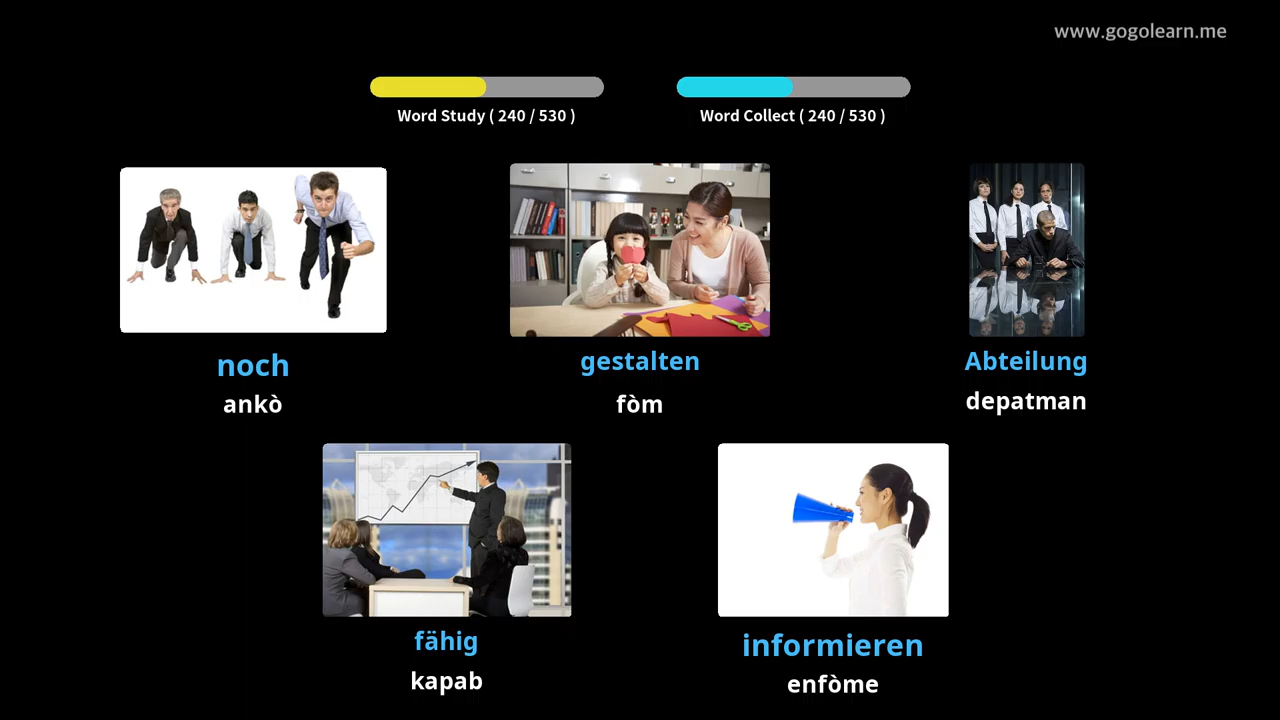 www.gogolearn.me
Word Study ( 240 / 530 )
Word Collect ( 240 / 530 )
noch
ankò
gestalten
fòm
Abteilung
depatman
fähig
kapab
informieren
enfòme